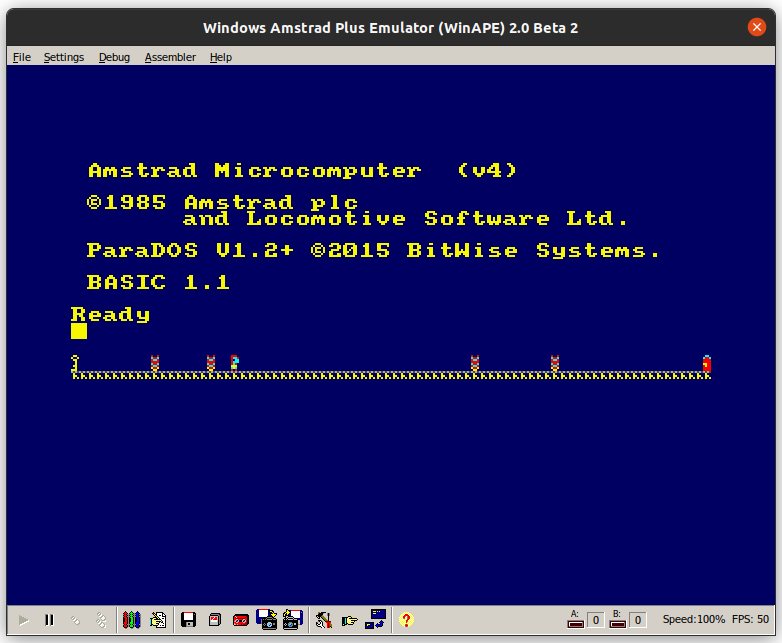 Windows Amstrad Plus Emulator (WinAPE) 2.0 Beta 2
File Settings Debug Assembler Help
Amstrad Microcomputer (v4)
©1985 Amstrad plc
and Locomotive Software Ltd.
ParaDOS V1.2+ ©2015 BitWise Systems.
BASIC 1.1
Ready
A: 0 B: 0 Speed:100% FPS: 50